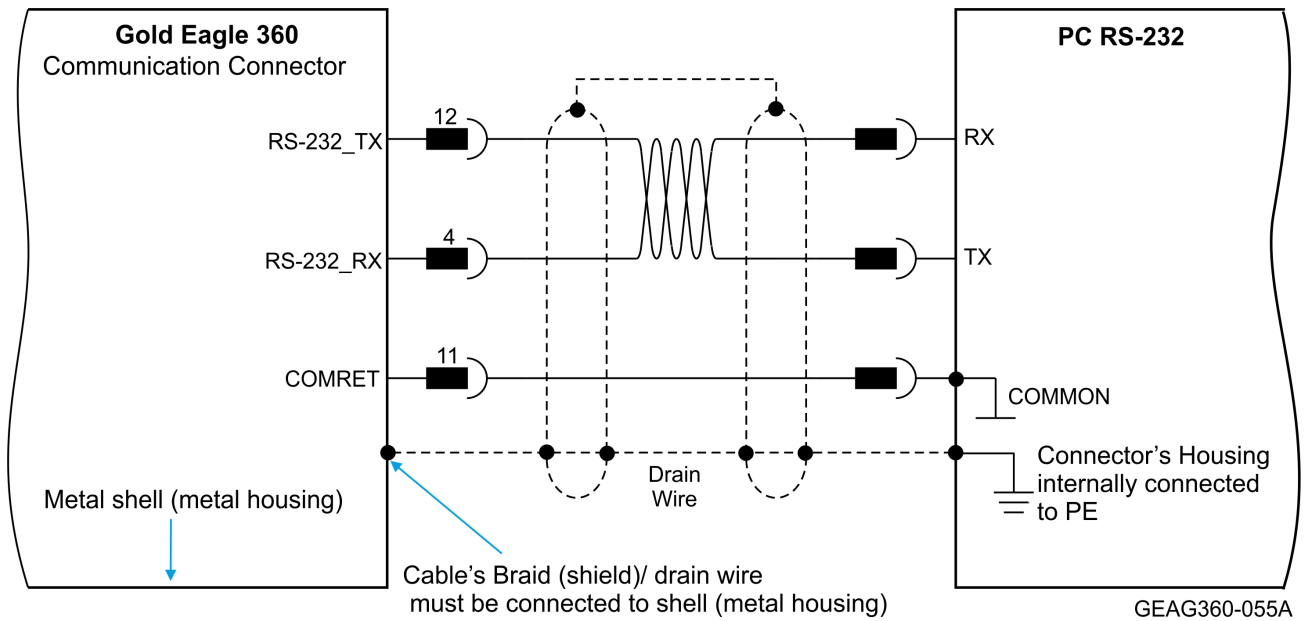 Gold Eagle 360
Communication Connector
PC RS-232
12
RS-232_TX
RX
4
RS-232_RX
TX
11
COMRET
COMMON
Drain
Wire
Connector's Housing
internally connected
to PE
Metal shell (metal housing)
Cable's Braid (shield)/ drain wire
must be connected to shell (metal housing)
GEAG360-055A